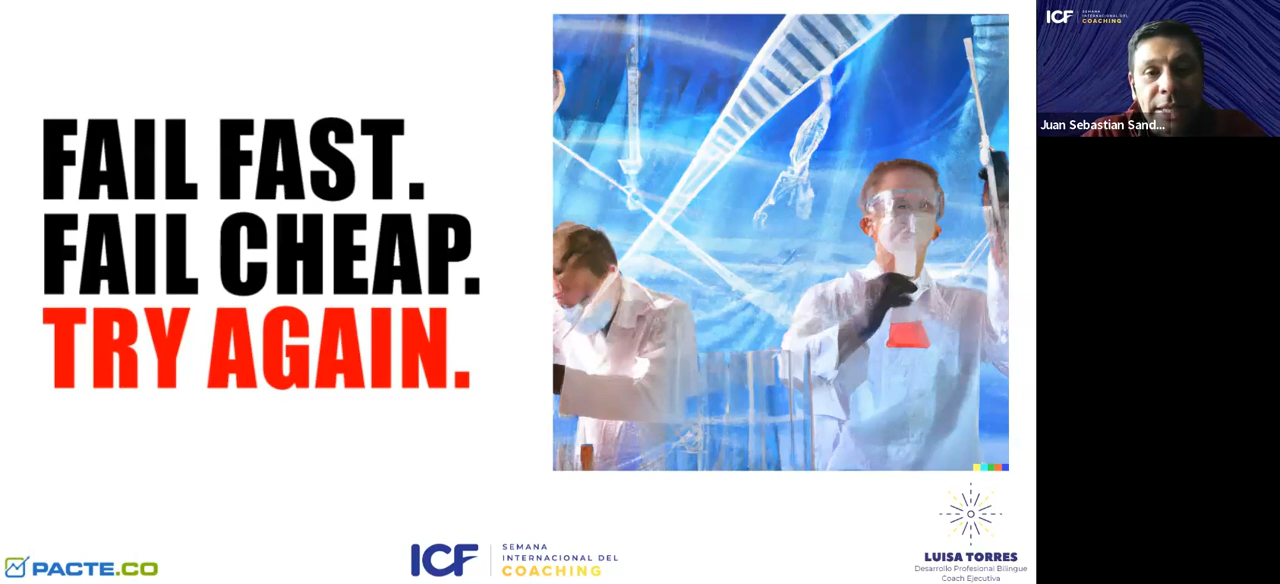 FAIL FAST.
FAIL CHEAP.
TRY AGAIN.
PACTE.CO
ICF
SEMANA
INTERNACIONAL DEL
COACHING
LUISA TORRES
Desarrollo Profesional Bilingue
Coach Ejecutiva
ICF
SEMANA
INTERNACIONAL DEL
COACHING
Juan Sebastian Sand...